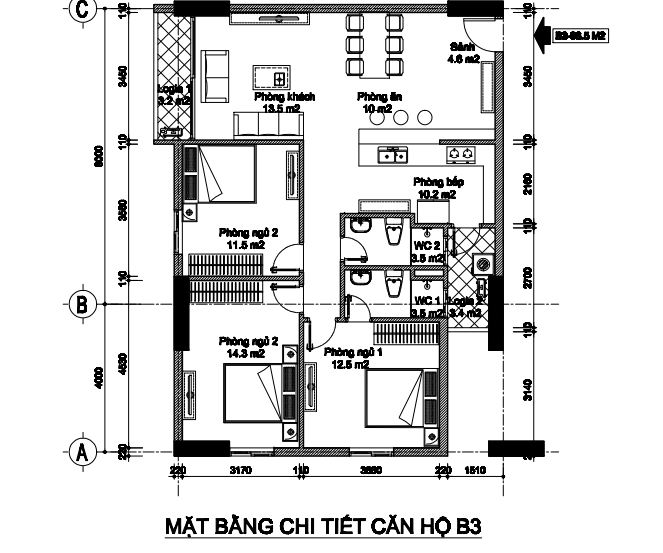 C
110
110
B3-93.5 M2
Sảnh
4.6 m2
3450
3450
Logia 1
3.2 m2
Phòng khách
13.5 m2
Phòng ăn
10 m2
110
110
8000
2160
Phòng bếp
10.2 m2
Phòng ngủ 2
11.5 m2
110
WC 2
3.5 m2
110
2700
B
WC 1
3.5 m2
Logia 2
3.4 m2
110
Phòng ngủ 2
14.3 m2
Phòng ngủ 1
12.5 m2
4000
4530
3140
A
220
220
3170
110
220
1510
MẶT BẰNG CHI TIẾT CĂN HỘ B3